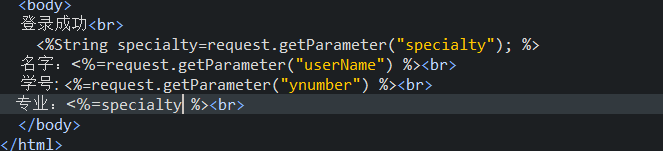 <body>
登录成功<br>
<%String specialty=request.getParameter("specialty"); %>
名字：<%=request.getParameter("userName") %><br>
学号: <%=request.getParameter("ynumber") %><br>
专业：<%=specialty %><br>
</body>
</html>